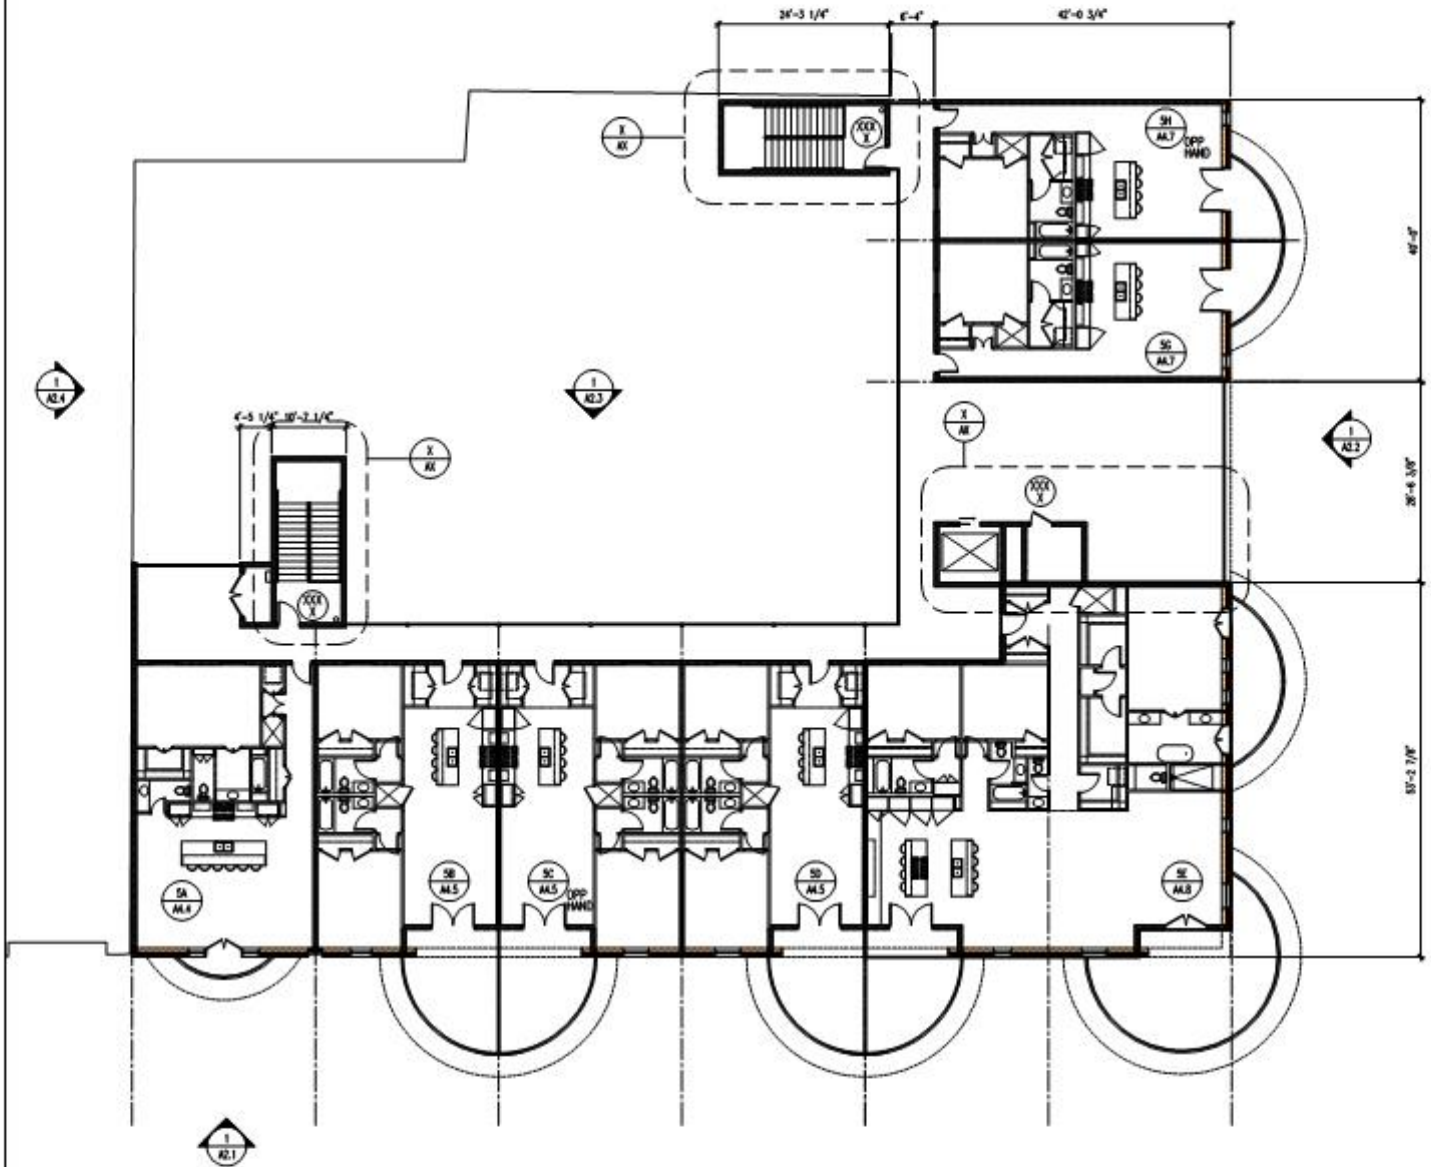 24'-3 1/4" 6'-4" 42'-0 3/4"
X
AX
XXX
X
5H
A4.7
OPP
HAND
40'-0"
5G
A4.7
1
A2.4
1
A2.3
4'-5 1/4" 10'-2 1/4"
X
AX
X
AX
1
A2.2
XXX
X
28'-6 3/8"
XXX
X
53'-2 7/8"
5A
A4.4
5B
A4.5
5C
A4.5
OPP
HAND
5D
A4.5
5E
A4.8
1
A2.1